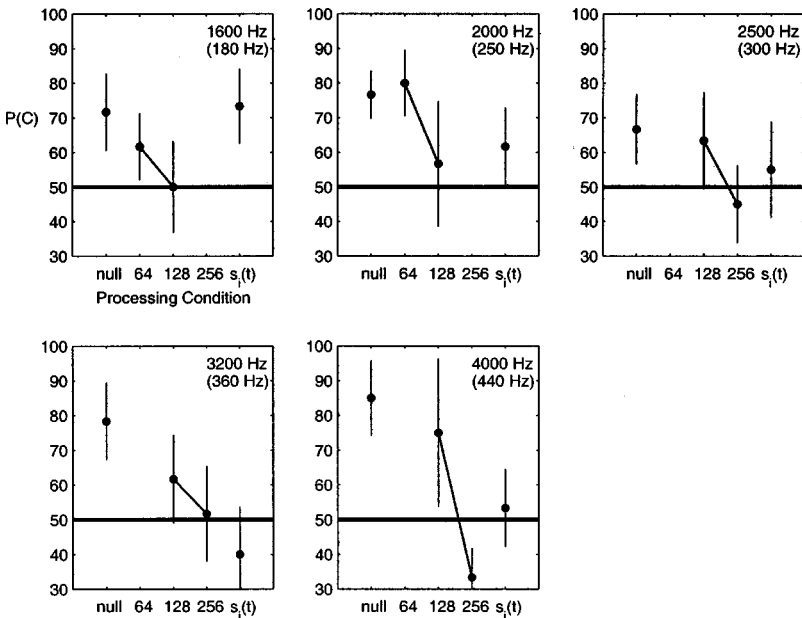 100
90
80
70
60
50
40
30
P(C)
1600 Hz
(180 Hz)
null 64 128 256 s_i(t)
Processing Condition
100
90
80
70
60
50
40
30
2000 Hz
(250 Hz)
null 64 128 256 s_i(t)
100
90
80
70
60
50
40
30
2500 Hz
(300 Hz)
null 64 128 256 s_i(t)
100
90
80
70
60
50
40
30
3200 Hz
(360 Hz)
null 64 128 256 s_i(t)
100
90
80
70
60
50
40
30
4000 Hz
(440 Hz)
null 64 128 256 s_i(t)